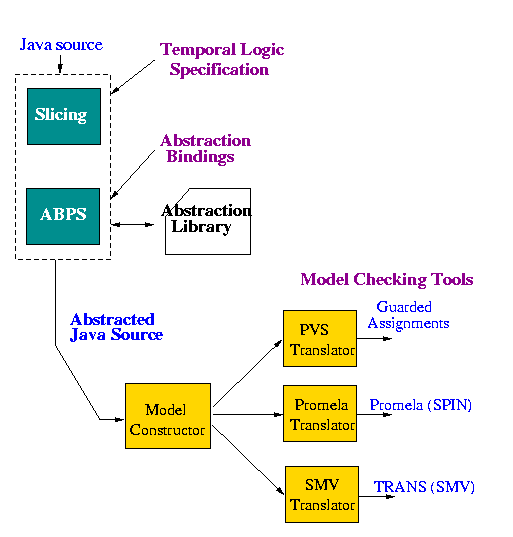 Java source
Temporal Logic
Specification
Slicing
Abstraction
Bindings
ABPS
Abstraction
Library
Model Checking Tools
Abstracted
Java Source
PVS
Translator
Guarded
Assignments
Model
Constructor
Promela
Translator
Promela (SPIN)
SMV
Translator
TRANS (SMV)